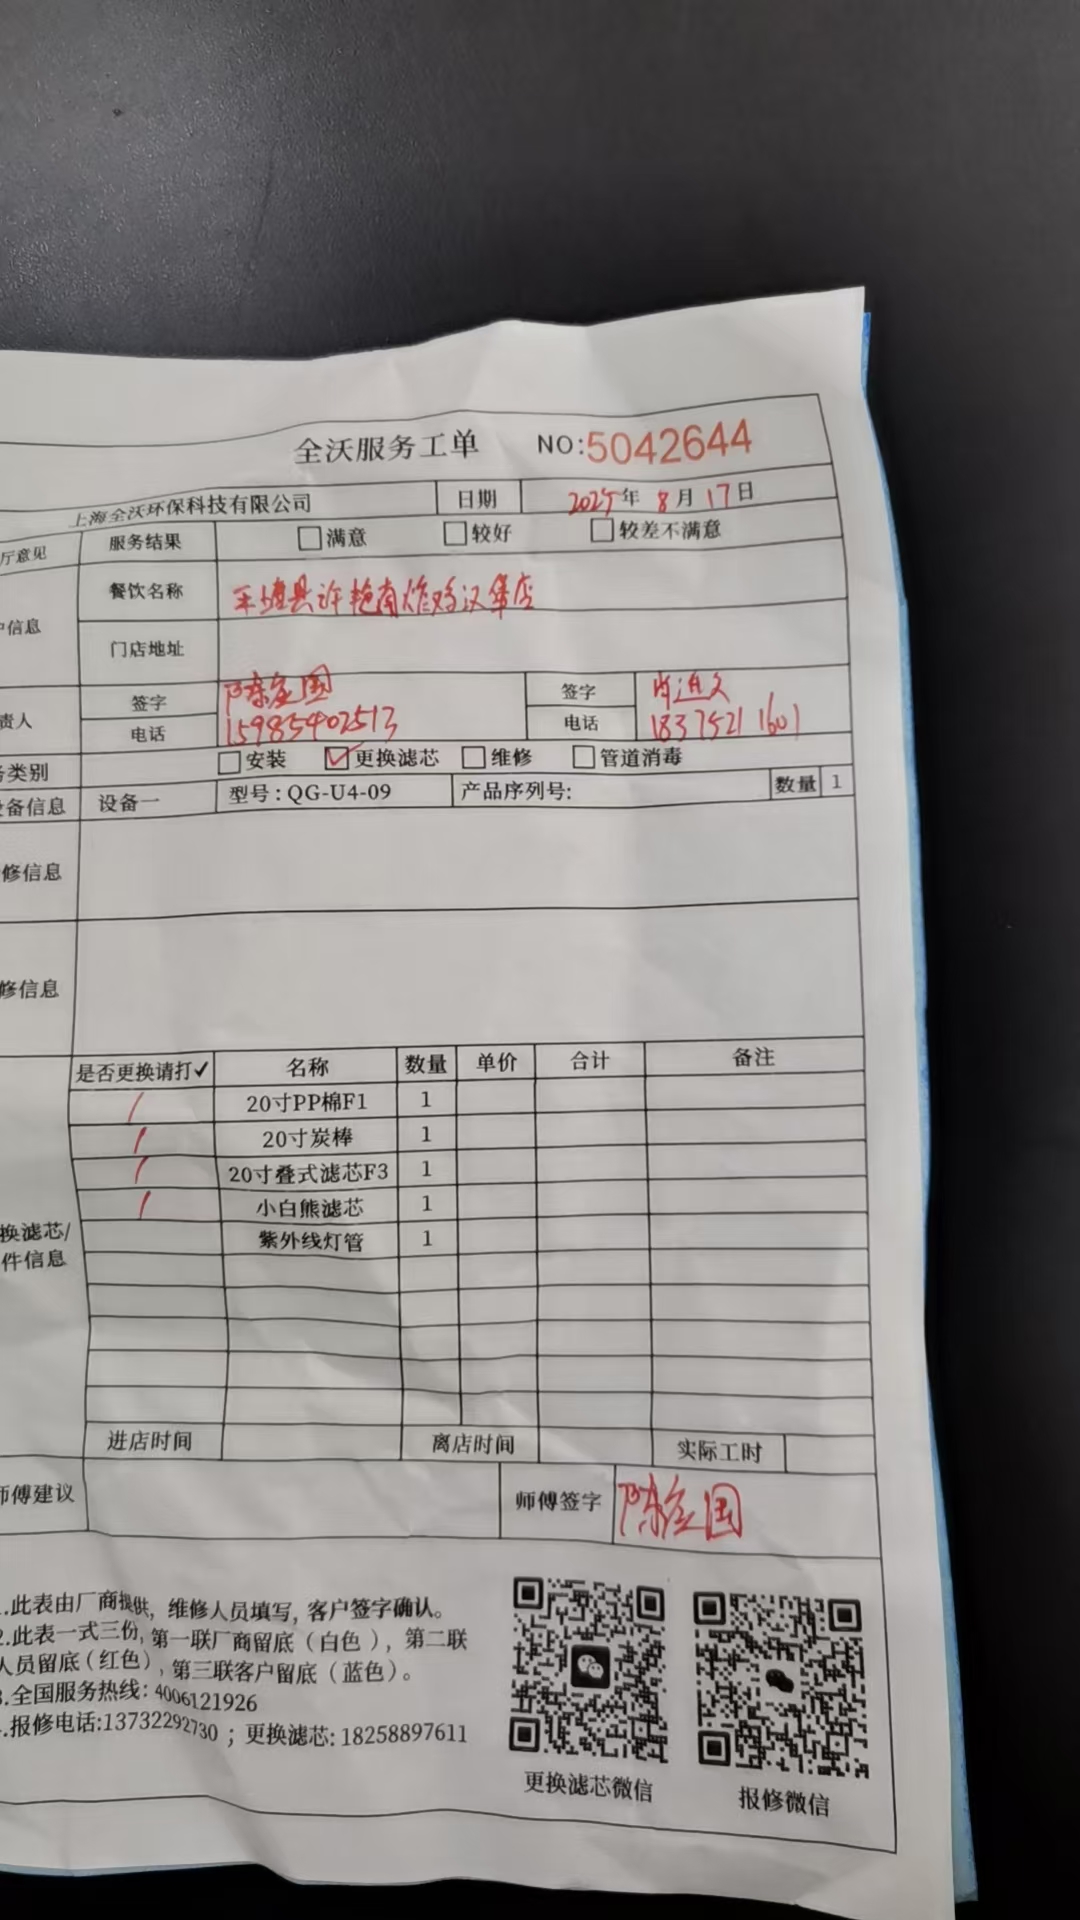 全沃服务工单 NO:5042644
上海全沃环保科技有限公司 日期 2025年8月17日
厅意见 服务结果 □满意 □较好 □较差不满意
户信息 餐饮名称 平塘县许艳南炸鸡汉堡店
门店地址
责人 签字 陈定国 签字
电话 15985402513 电话 18375211601
务类别 □安装 ☑更换滤芯 □维修 □管道消毒
设备信息 设备一 型号：QG-U4-09 产品序列号: 数量 1
修信息
修信息
是否更换请打✓ 名称 数量 单价 合计 备注
20寸PP棉F1 1
20寸炭棒 1
20寸叠式滤芯F3 1
小白熊滤芯 1
紫外线灯管 1
换滤芯/
件信息
进店时间 离店时间 实际工时
师傅建议 师傅签字 陈定国
.此表由厂商提供, 维修人员填写, 客户签字确认。
2.此表一式三份, 第一联厂商留底（白色）, 第二联
人员留底（红色）, 第三联客户留底（蓝色）。
3.全国服务热线: 4006121926
.报修电话:13732292730 ；更换滤芯: 18258897611
更换滤芯微信 报修微信